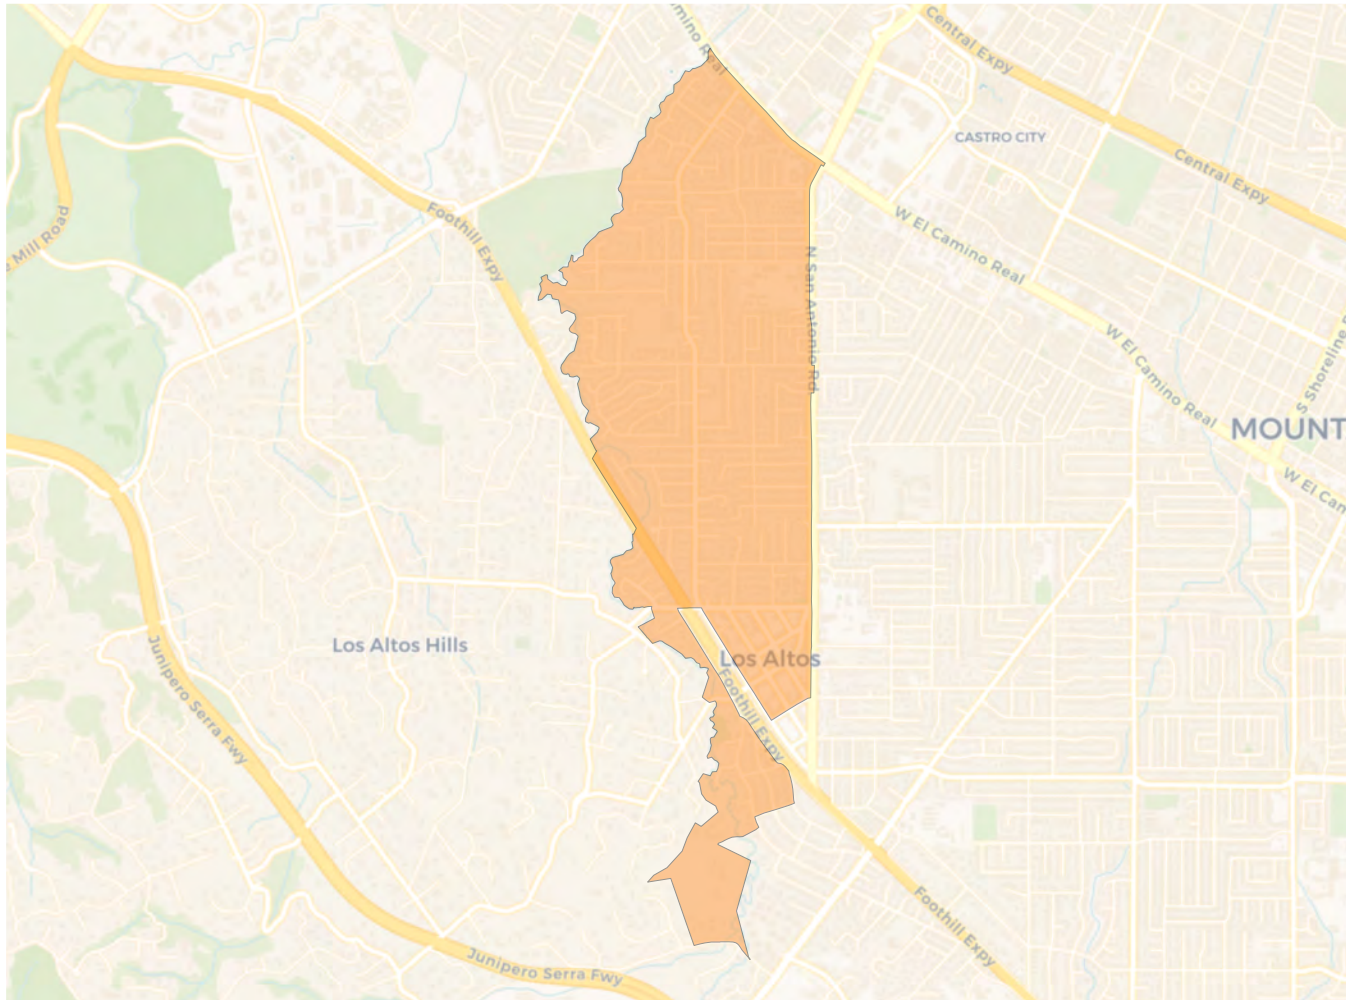 Camino Real
Central Expy
CASTRO CITY
Central Expy
Mill Road
Foothill Expy
W El Camino Real
N San Antonio Rd
W El Camino Real
S Shoreline
MOUNT
W El Cam
Los Altos Hills
Los Altos
Junipero Serra Fwy
Foothill Expy
Foothill Expy
Junipero Serra Fwy